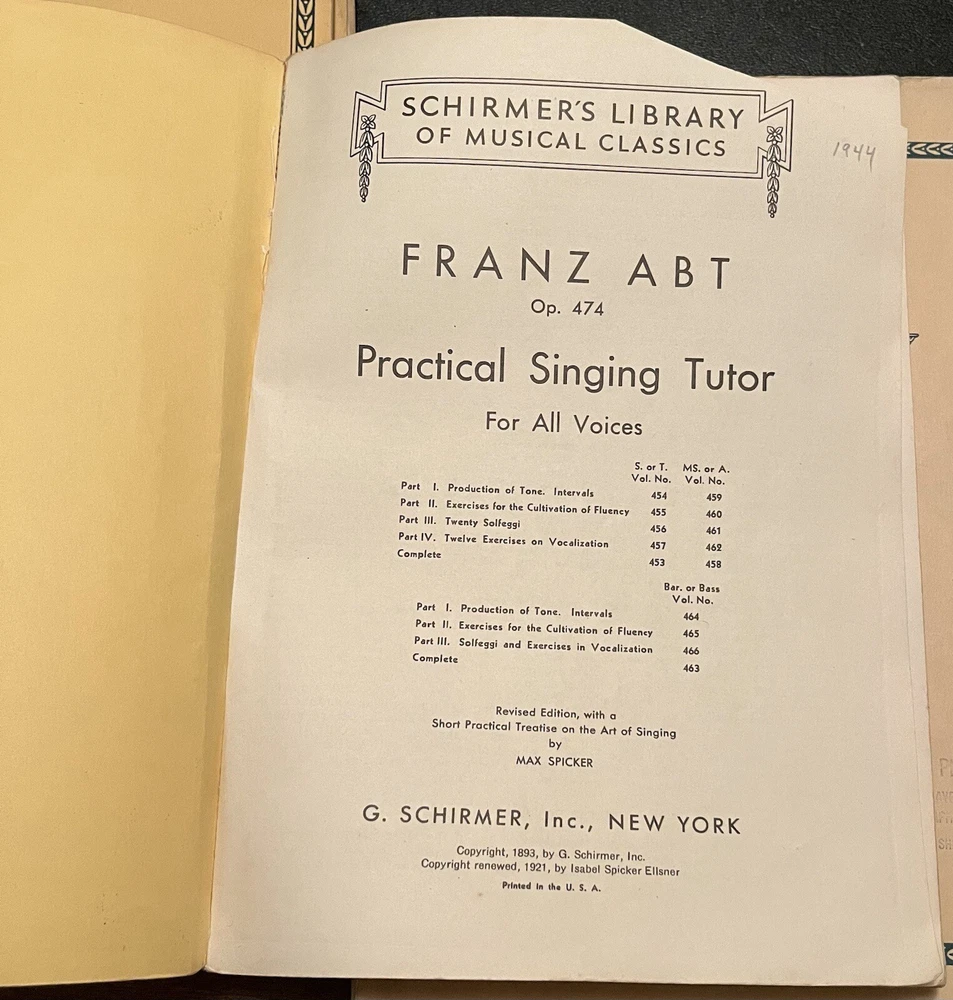 SCHIRMER'S LIBRARY
OF MUSICAL CLASSICS
1944
FRANZ ABT
Op. 474
Practical Singing Tutor
For All Voices
S. or T. MS. or A.
Vol. No. Vol. No.
Part I. Production of Tone. Intervals 454 459
Part II. Exercises for the Cultivation of Fluency 455 460
Part III. Twenty Solfeggi 456 461
Part IV. Twelve Exercises on Vocalization 457 462
Complete 453 458
Bar. or Bass
Vol. No.
Part I. Production of Tone. Intervals 464
Part II. Exercises for the Cultivation of Fluency 465
Part III. Solfeggi and Exercises in Vocalization 466
Complete 463
Revised Edition, with a
Short Practical Treatise on the Art of Singing
by
MAX SPICKER
G. SCHIRMER, Inc., NEW YORK
Copyright, 1893, by G. Schirmer, Inc.
Copyright renewed, 1921, by Isabel Spicker Ellsner
Printed in the U. S. A.